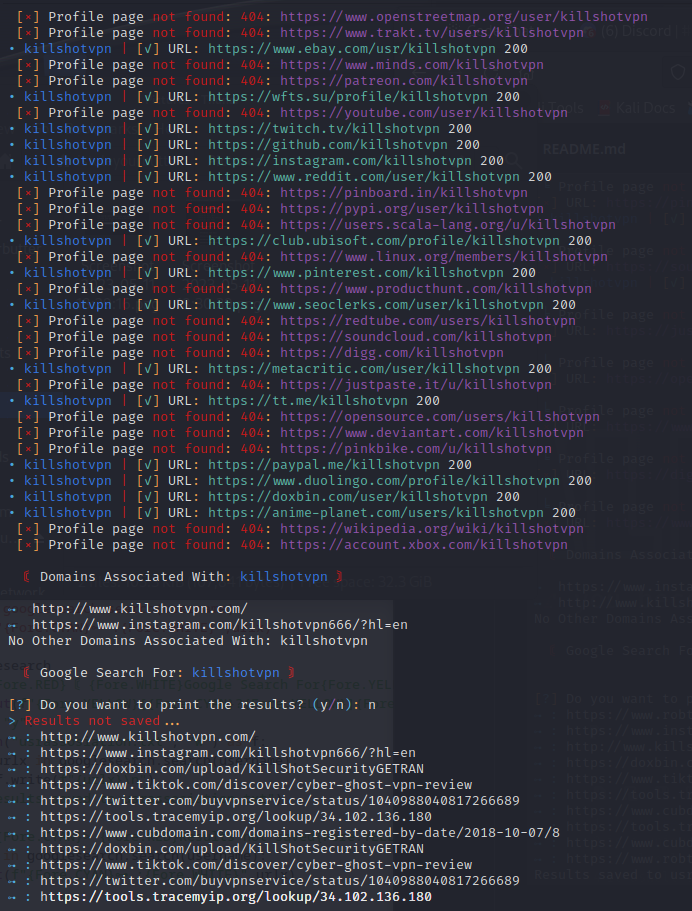 [×] Profile page not found: 404: https://www.openstreetmap.org/user/killshotvpn
[×] Profile page not found: 404: https://www.trakt.tv/users/killshotvpn
• killshotvpn | [√] URL: https://www.ebay.com/usr/killshotvpn 200
[×] Profile page not found: 404: https://www.minds.com/killshotvpn
[×] Profile page not found: 404: https://patreon.com/killshotvpn
• killshotvpn | [√] URL: https://wfts.su/profile/killshotvpn 200
[×] Profile page not found: 404: https://youtube.com/user/killshotvpn
• killshotvpn | [√] URL: https://twitch.tv/killshotvpn 200
• killshotvpn | [√] URL: https://github.com/killshotvpn 200
• killshotvpn | [√] URL: https://instagram.com/killshotvpn 200
• killshotvpn | [√] URL: https://www.reddit.com/user/killshotvpn 200
[×] Profile page not found: 404: https://pinboard.in/killshotvpn
[×] Profile page not found: 404: https://pypi.org/user/killshotvpn
[×] Profile page not found: 404: https://users.scala-lang.org/u/killshotvpn
• killshotvpn | [√] URL: https://club.ubisoft.com/profile/killshotvpn 200
[×] Profile page not found: 404: https://www.linux.org/members/killshotvpn
• killshotvpn | [√] URL: https://www.pinterest.com/killshotvpn 200
[×] Profile page not found: 404: https://www.producthunt.com/killshotvpn
• killshotvpn | [√] URL: https://www.seoclerks.com/user/killshotvpn 200
[×] Profile page not found: 404: https://redtube.com/users/killshotvpn
[×] Profile page not found: 404: https://soundcloud.com/killshotvpn
[×] Profile page not found: 404: https://digg.com/killshotvpn
• killshotvpn | [√] URL: https://metacritic.com/user/killshotvpn 200
[×] Profile page not found: 404: https://justpaste.it/u/killshotvpn
• killshotvpn | [√] URL: https://tt.me/killshotvpn 200
[×] Profile page not found: 404: https://opensource.com/users/killshotvpn
[×] Profile page not found: 404: https://www.deviantart.com/killshotvpn
[×] Profile page not found: 404: https://pinkbike.com/u/killshotvpn
• killshotvpn | [√] URL: https://paypal.me/killshotvpn 200
• killshotvpn | [√] URL: https://www.duolingo.com/profile/killshotvpn 200
• killshotvpn | [√] URL: https://doxbin.com/user/killshotvpn 200
• killshotvpn | [√] URL: https://anime-planet.com/users/killshotvpn 200
[×] Profile page not found: 404: https://wikipedia.org/wiki/killshotvpn
[×] Profile page not found: 404: https://account.xbox.com/killshotvpn
⟪ Domains Associated With: killshotvpn ⟫
http://www.killshotvpn.com/
https://www.instagram.com/killshotvpn666/?hl=en
No Other Domains Associated With: killshotvpn
⟪ Google Search For: killshotvpn ⟫
[?] Do you want to print the results? (y/n): n
> Results not saved...
: http://www.killshotvpn.com/
: https://www.instagram.com/killshotvpn666/?hl=en
: https://doxbin.com/upload/KillShotSecurityGETRAN
: https://www.tiktok.com/discover/cyber-ghost-vpn-review
: https://twitter.com/buyvpnservice/status/1040988040817266689
: https://tools.tracemyip.org/lookup/34.102.136.180
: https://www.cubdomain.com/domains-registered-by-date/2018-10-07/8
: https://doxbin.com/upload/KillShotSecurityGETRAN
: https://www.tiktok.com/discover/cyber-ghost-vpn-review
: https://twitter.com/buyvpnservice/status/1040988040817266689
: https://tools.tracemyip.org/lookup/34.102.136.180